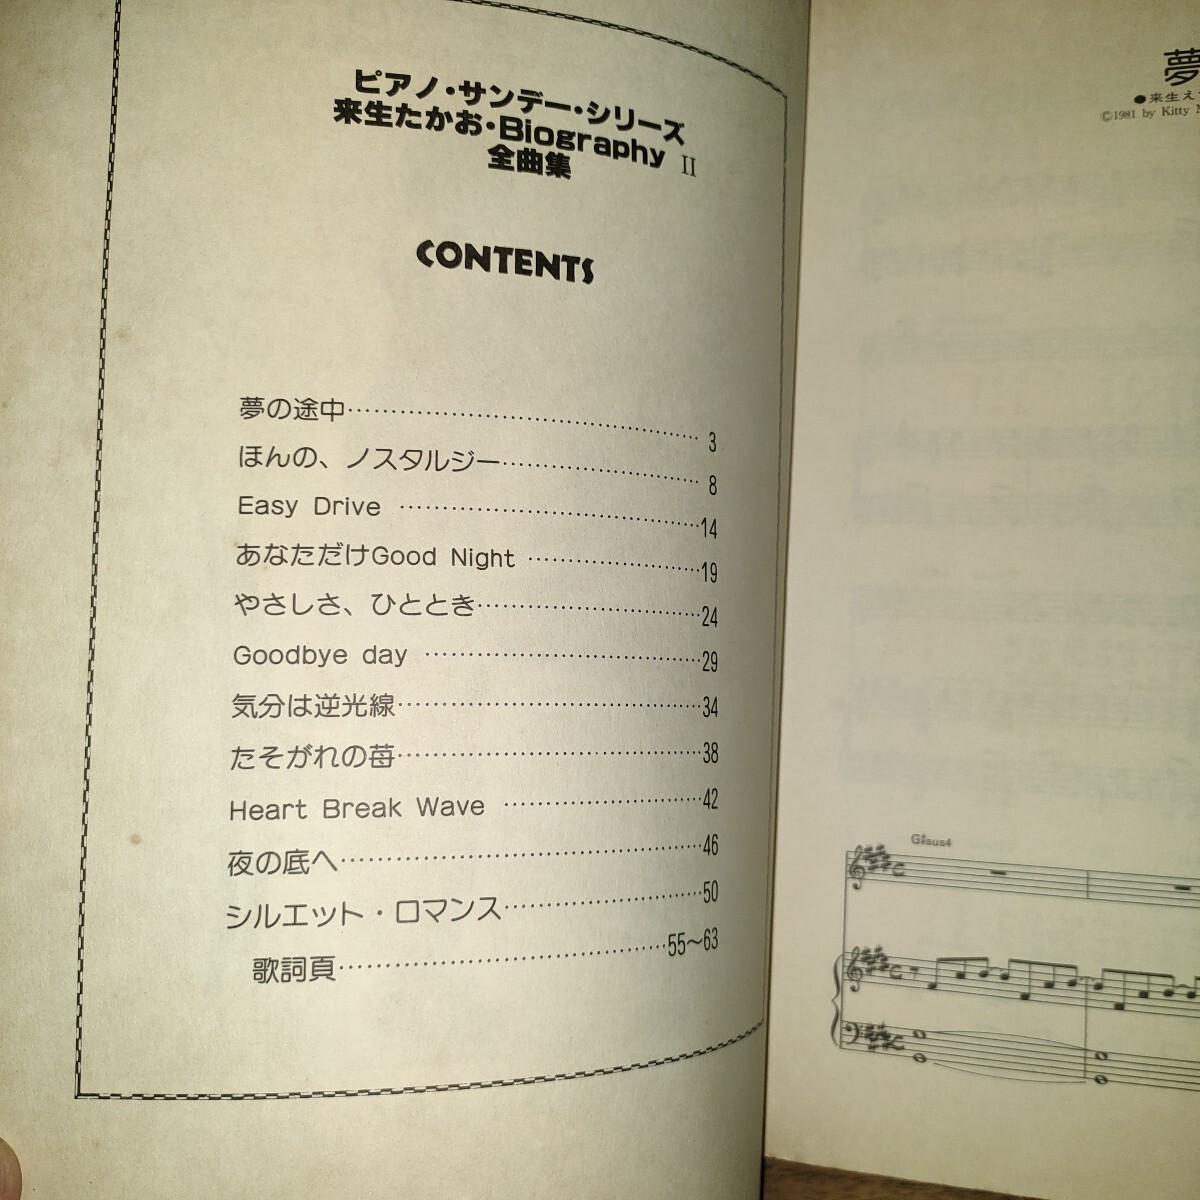 ピアノ・サンデー・シリーズ
来生たかお・Biography II
全曲集
CONTENTS
夢の途中……………………………………3
ほんの、ノスタルジー……………………8
Easy Drive ………………………………14
あなただけGood Night …………………19
やさしさ、ひととき………………………24
Goodbye day ……………………………29
気分は逆光線………………………………34
たそがれの苺………………………………38
Heart Break Wave ………………………42
夜の底へ……………………………………46
シルエット・ロマンス……………………50
歌詞頁…………………………………55〜63
夢
●来生え
©1981 by Kitty
G#sus4